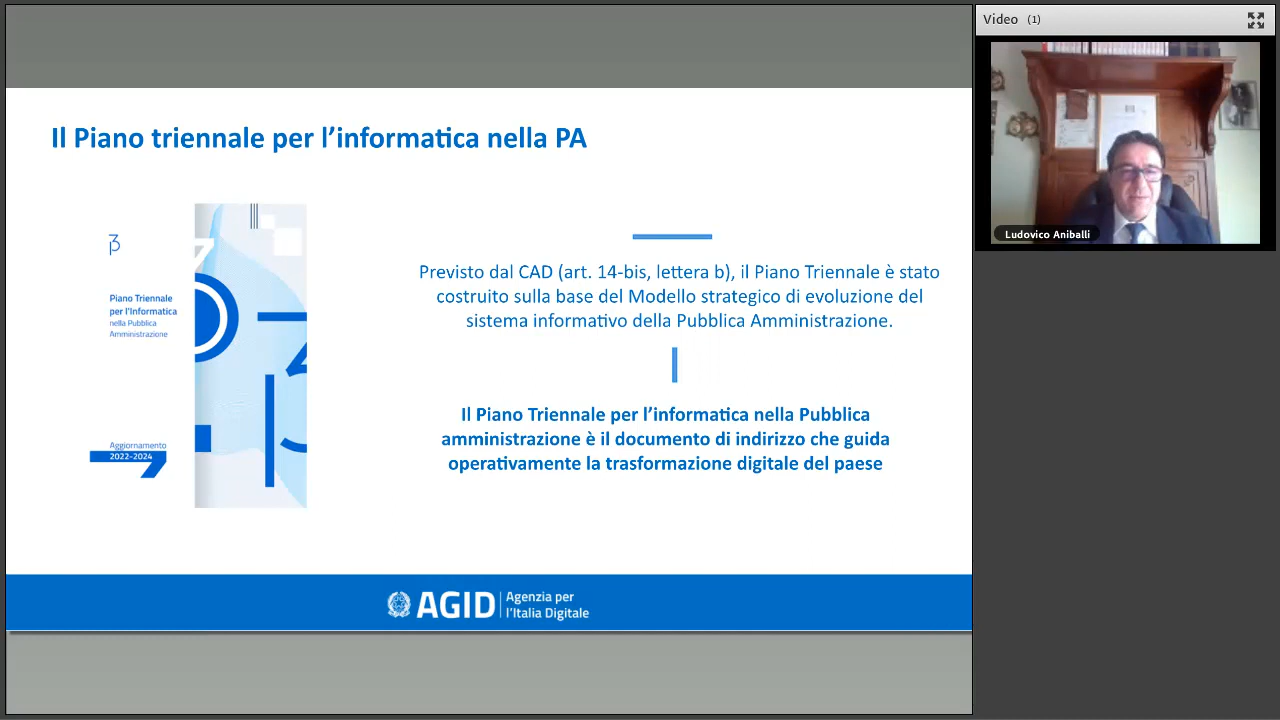 Video (1)
Ludovico Aniballi
Il Piano triennale per l’informatica nella PA
Piano Triennale
per l’Informatica
nella Pubblica
Amministrazione
Aggiornamento
2022-2024
Previsto dal CAD (art. 14-bis, lettera b), il Piano Triennale è stato
costruito sulla base del Modello strategico di evoluzione del
sistema informativo della Pubblica Amministrazione.
Il Piano Triennale per l’informatica nella Pubblica
amministrazione è il documento di indirizzo che guida
operativamente la trasformazione digitale del paese
AGID
Agenzia per
l’Italia Digitale